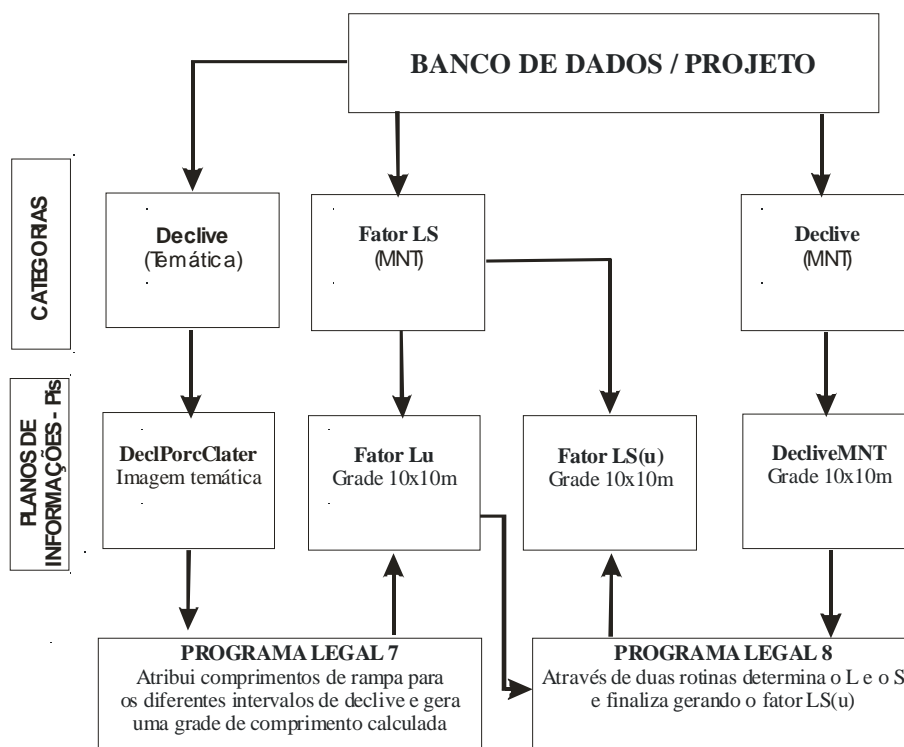 BANCO DE DADOS / PROJETO
CATEGORIAS
Declive
(Temática)
Fator LS
(MNT)
Declive
(MNT)
PLANOS DE
INFORMAÇÕES - Pis
DeclPorcClater
Imagem temática
Fator Lu
Grade 10x10m
Fator LS(u)
Grade 10x10m
DecliveMNT
Grade 10x10m
PROGRAMA LEGAL 7
Atribui comprimentos de rampa para
os diferentes intervalos de declive e gera
uma grade de comprimento calculada
PROGRAMA LEGAL 8
Através de duas rotinas determina o L e o S
e finaliza gerando o fator LS(u)